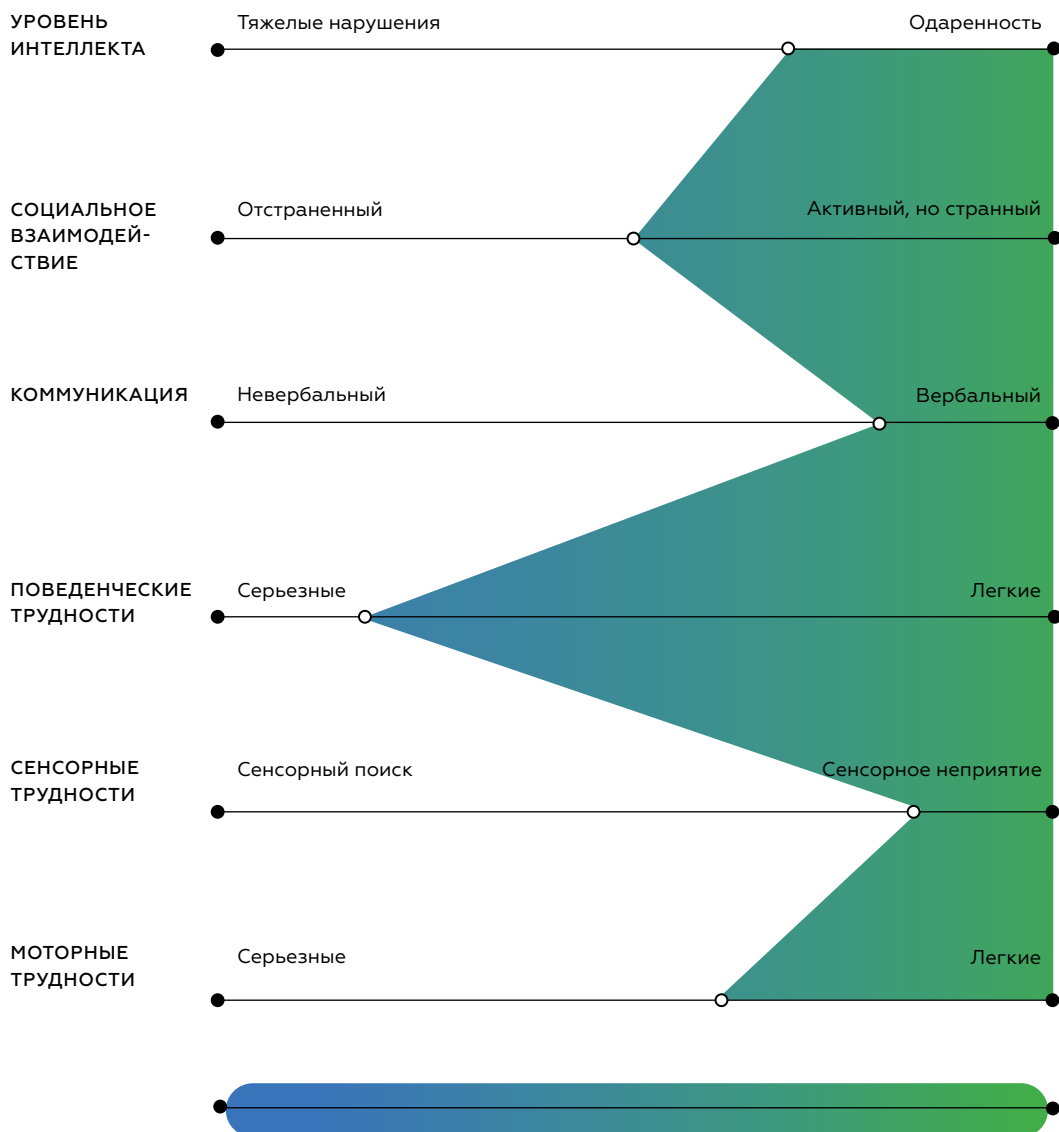 УРОВЕНЬ
ИНТЕЛЛЕКТА
Тяжелые нарушения
Одаренность
СОЦИАЛЬНОЕ
ВЗАИМОДЕЙ-
СТВИЕ
Отстраненный
Активный, но странный
КОММУНИКАЦИЯ
Невербальный
Вербальный
ПОВЕДЕНЧЕСКИЕ
ТРУДНОСТИ
Серьезные
Легкие
СЕНСОРНЫЕ
ТРУДНОСТИ
Сенсорный поиск
Сенсорное неприятие
МОТОРНЫЕ
ТРУДНОСТИ
Серьезные
Легкие